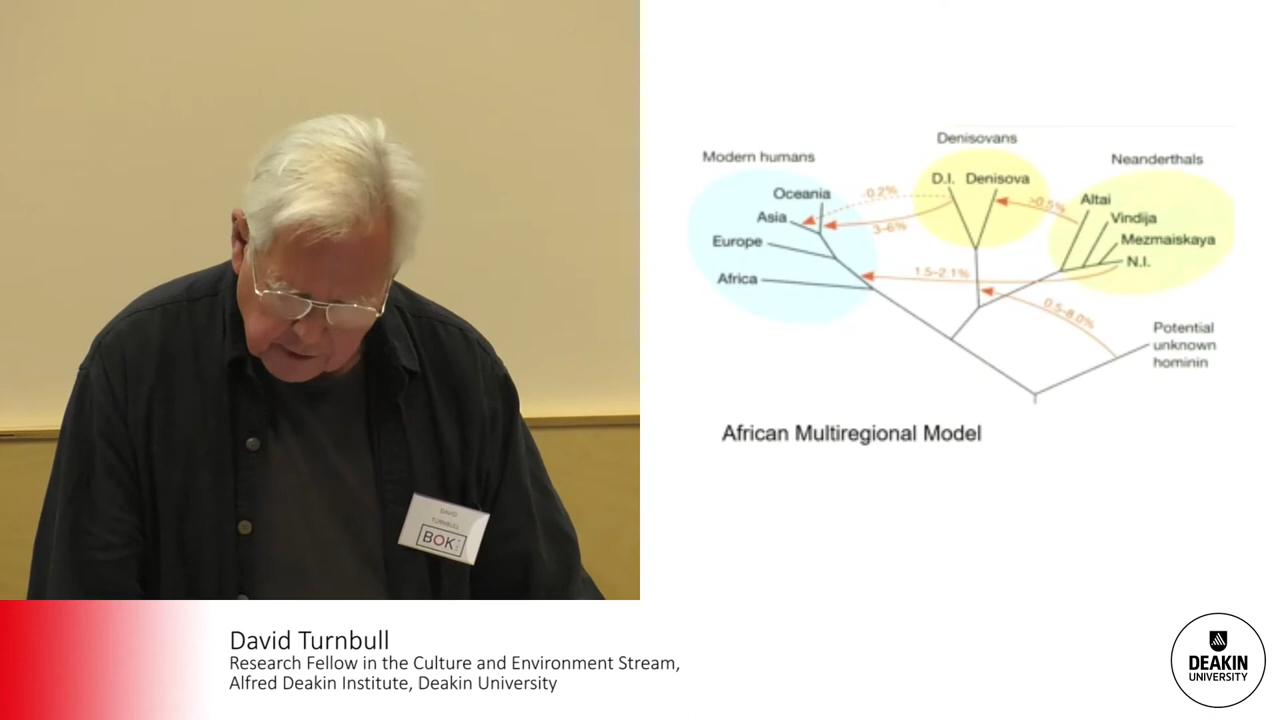 DAVID
TURNBULL
BOK
Denisovans
Modern humans
Neanderthals
D.I. Denisova
Oceania
0.2%
>0.5%
Altai
Asia
3–6%
Vindija
Europe
Mezmaiskaya
N.I.
Africa
1.5–2.1%
0.5–8.0%
Potential
unknown
hominin
African Multiregional Model
David Turnbull
Research Fellow in the Culture and Environment Stream,
Alfred Deakin Institute, Deakin University
DEAKIN
UNIVERSITY